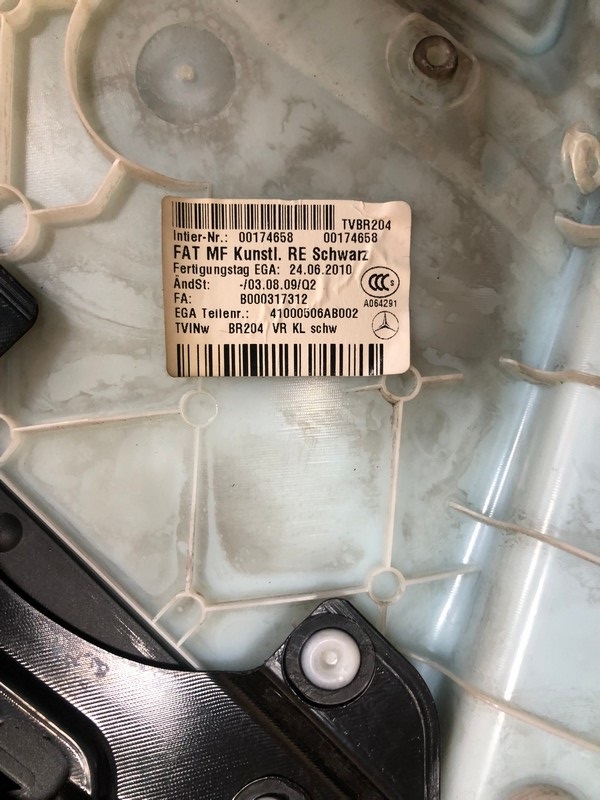 TVBR204
Intier-Nr.: 00174658 00174658
FAT MF Kunstl. RE Schwarz
Fertigungstag EGA: 24.06.2010
ÄndSt: -/03.08.09/Q2
FA: B000317312
A064291
EGA Teilenr.: 41000506AB002
TVINw BR204 VR KL schw